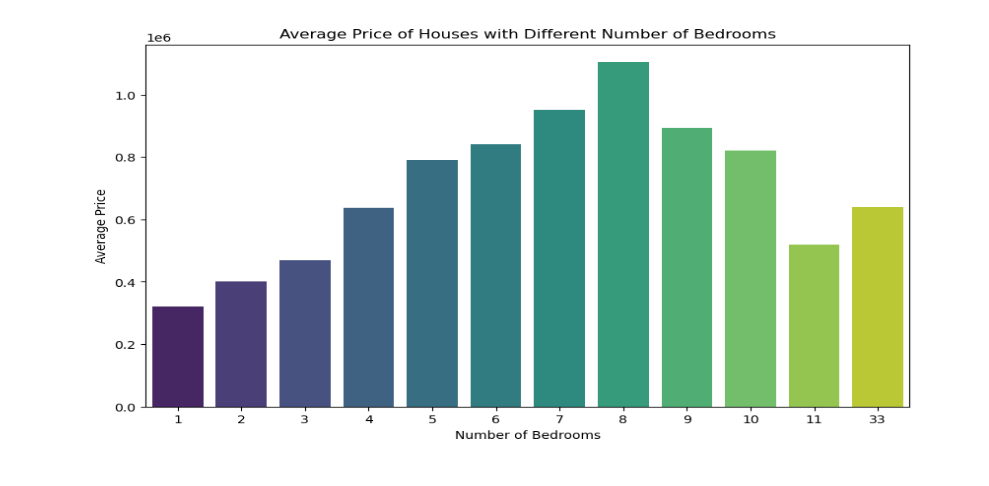 Average Price of Houses with Different Number of Bedrooms
1e6
1.0
0.8
0.6
0.4
0.2
0.0
Average Price
1 2 3 4 5 6 7 8 9 10 11 33
Number of Bedrooms